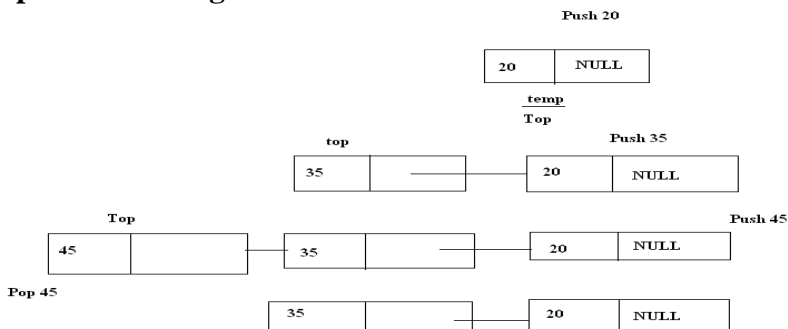 Push 20
20 NULL
temp
Top
top Push 35
35 20 NULL
Top Push 45
45 35 20 NULL
Pop 45
35 20 NULL